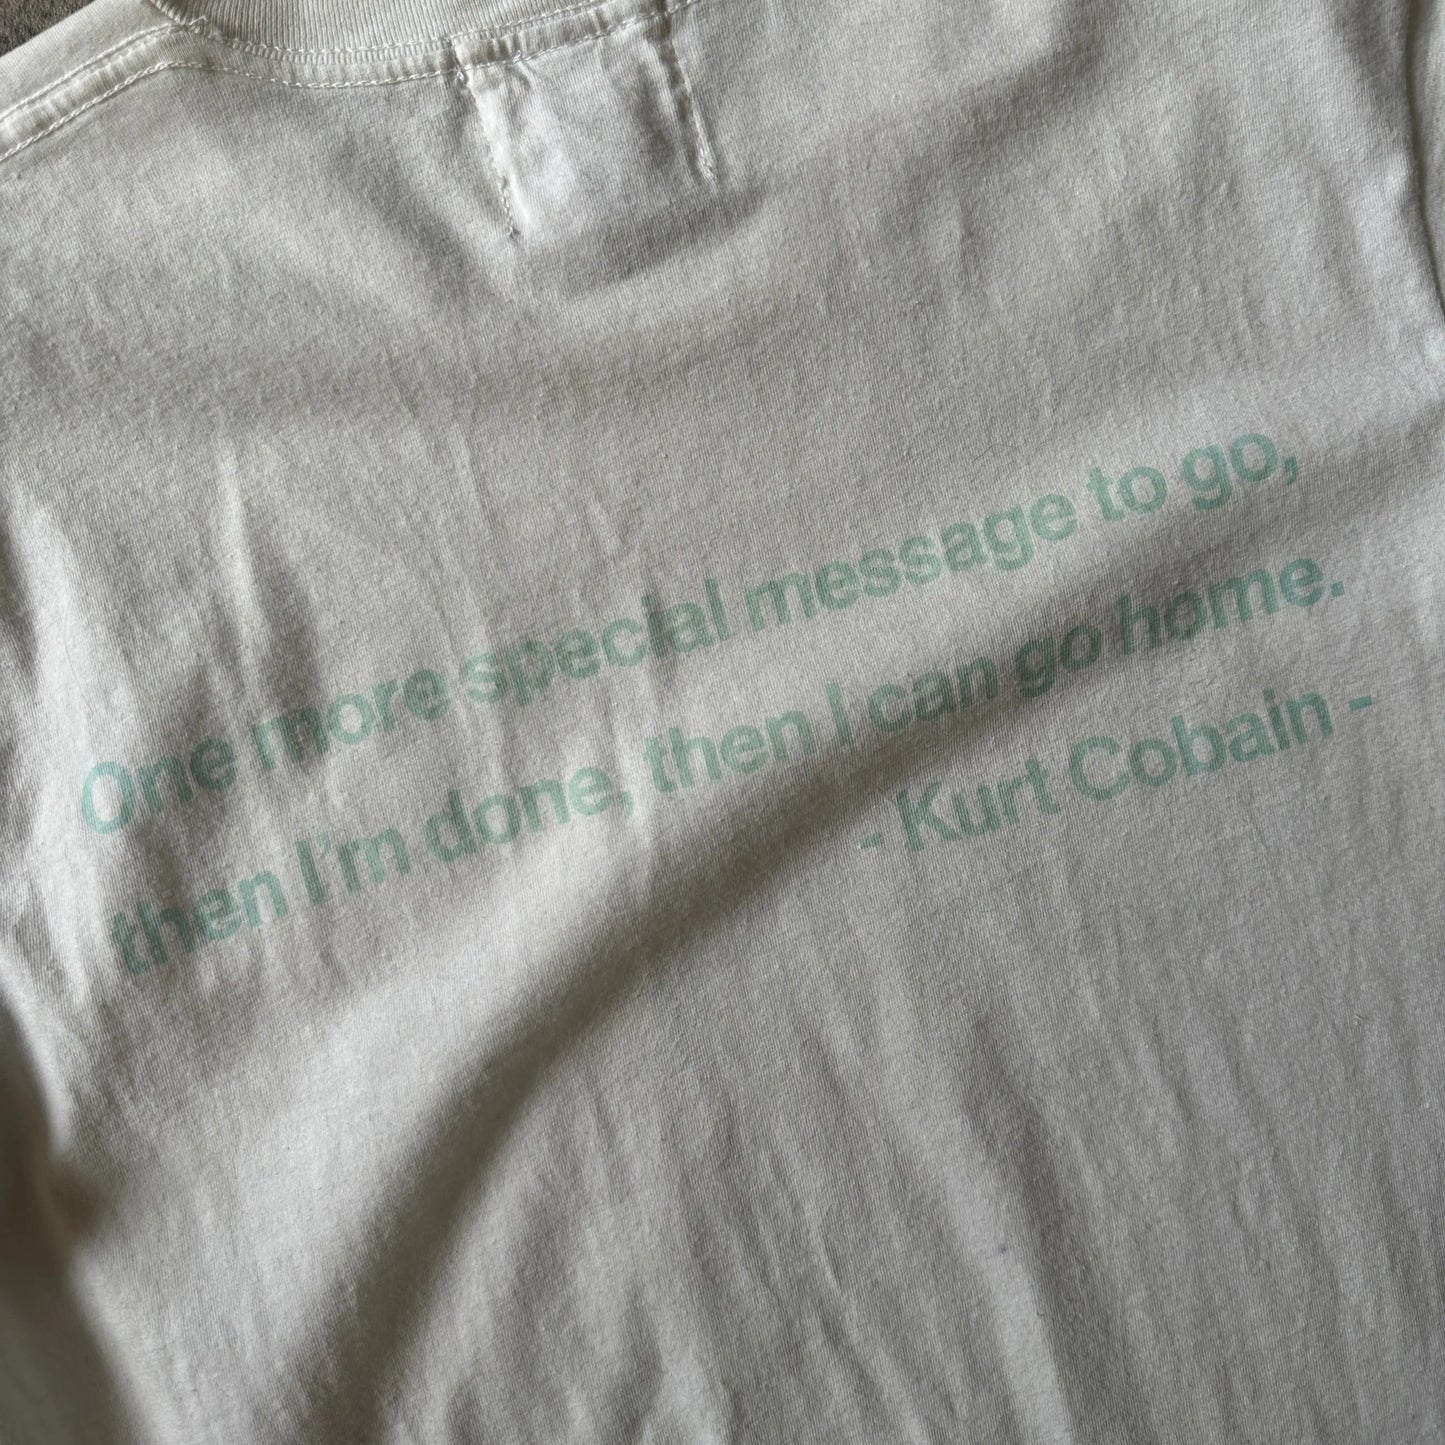 One more special message to go,
then I'm done, then I can go home.
- Kurt Cobain -